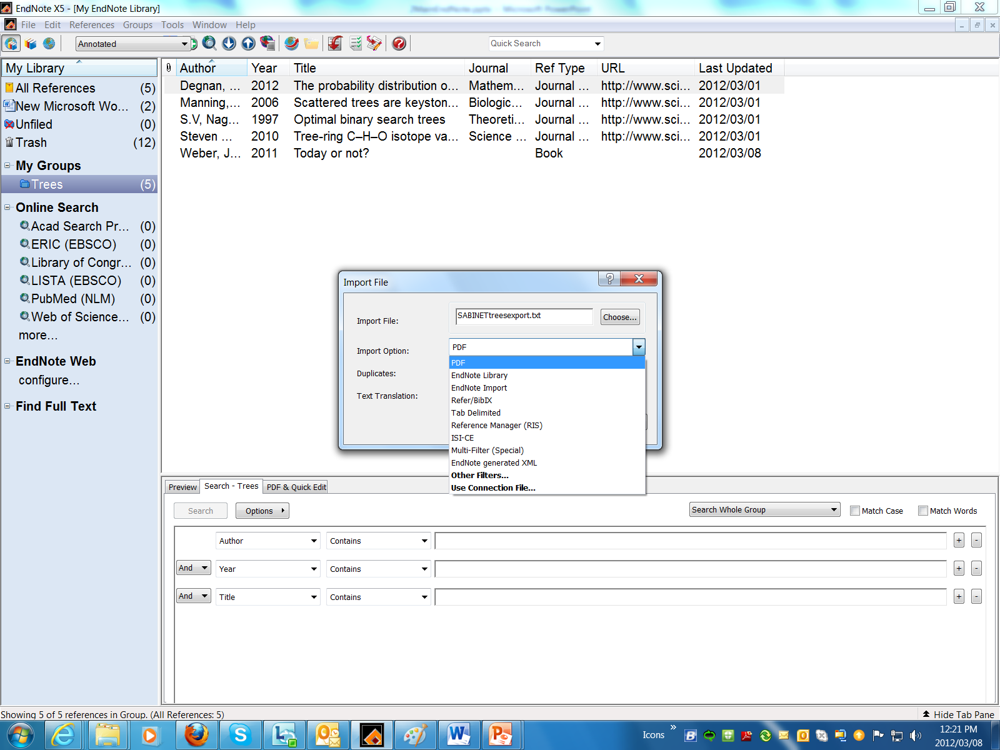 EndNote X5 - [My EndNote Library]
File Edit References Groups Tools Window Help
Annotated
Quick Search
My Library
All References (5)
New Microsoft Wo... (2)
Unfiled (0)
Trash (12)
My Groups
Trees (5)
Online Search
Acad Search Pr... (0)
ERIC (EBSCO) (0)
Library of Congr... (0)
LISTA (EBSCO) (0)
PubMed (NLM) (0)
Web of Science... (0)
more...
EndNote Web
configure...
Find Full Text
Author Year Title Journal Ref Type URL Last Updated
Degnan, ... 2012 The probability distribution o... Mathem... Journal ... http://www.sci... 2012/03/01
Manning,... 2006 Scattered trees are keyston... Biologic... Journal ... http://www.sci... 2012/03/01
S.V, Nag... 1997 Optimal binary search trees Theoreti... Journal ... http://www.sci... 2012/03/01
Steven ... 2010 Tree-ring C–H–O isotope va... Science ... Journal ... http://www.sci... 2012/03/01
Weber, J... 2011 Today or not? Book 2012/03/08
Import File
Import File: SABINETtreesexport.txt Choose...
Import Option: PDF
Duplicates:
Text Translation:
PDF
EndNote Library
EndNote Import
Refer/BibIX
Tab Delimited
Reference Manager (RIS)
ISI-CE
Multi-Filter (Special)
EndNote generated XML
Other Filters...
Use Connection File...
Preview Search - Trees PDF & Quick Edit
Search Options Search Whole Group Match Case Match Words
Author Contains + -
And Year Contains + -
And Title Contains + -
Showing 5 of 5 references in Group. (All References: 5) Hide Tab Pane
Icons » 12:21 PM
2012/03/08